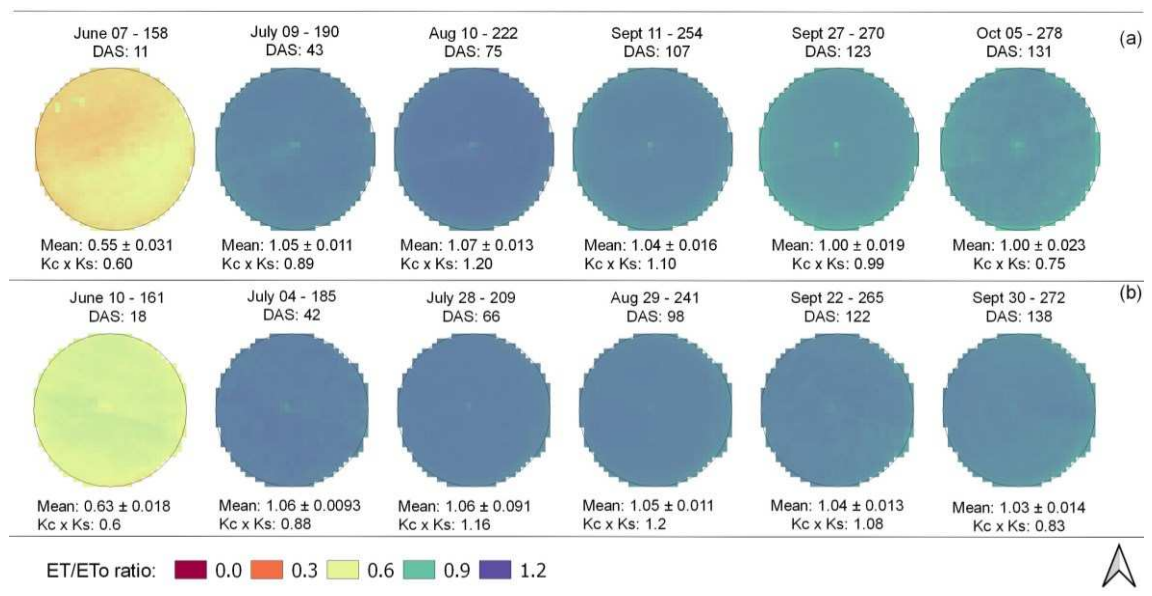 June 07 - 158
DAS: 11
July 09 - 190
DAS: 43
Aug 10 - 222
DAS: 75
Sept 11 - 254
DAS: 107
Sept 27 - 270
DAS: 123
Oct 05 - 278
DAS: 131
(a)
Mean: 0.55 ± 0.031
Kc x Ks: 0.60
Mean: 1.05 ± 0.011
Kc x Ks: 0.89
Mean: 1.07 ± 0.013
Kc x Ks: 1.20
Mean: 1.04 ± 0.016
Kc x Ks: 1.10
Mean: 1.00 ± 0.019
Kc x Ks: 0.99
Mean: 1.00 ± 0.023
Kc x Ks: 0.75
June 10 - 161
DAS: 18
July 04 - 185
DAS: 42
July 28 - 209
DAS: 66
Aug 29 - 241
DAS: 98
Sept 22 - 265
DAS: 122
Sept 30 - 272
DAS: 138
(b)
Mean: 0.63 ± 0.018
Kc x Ks: 0.6
Mean: 1.06 ± 0.0093
Kc x Ks: 0.88
Mean: 1.06 ± 0.091
Kc x Ks: 1.16
Mean: 1.05 ± 0.011
Kc x Ks: 1.2
Mean: 1.04 ± 0.013
Kc x Ks: 1.08
Mean: 1.03 ± 0.014
Kc x Ks: 0.83
ET/ETo ratio: 0.0 0.3 0.6 0.9 1.2